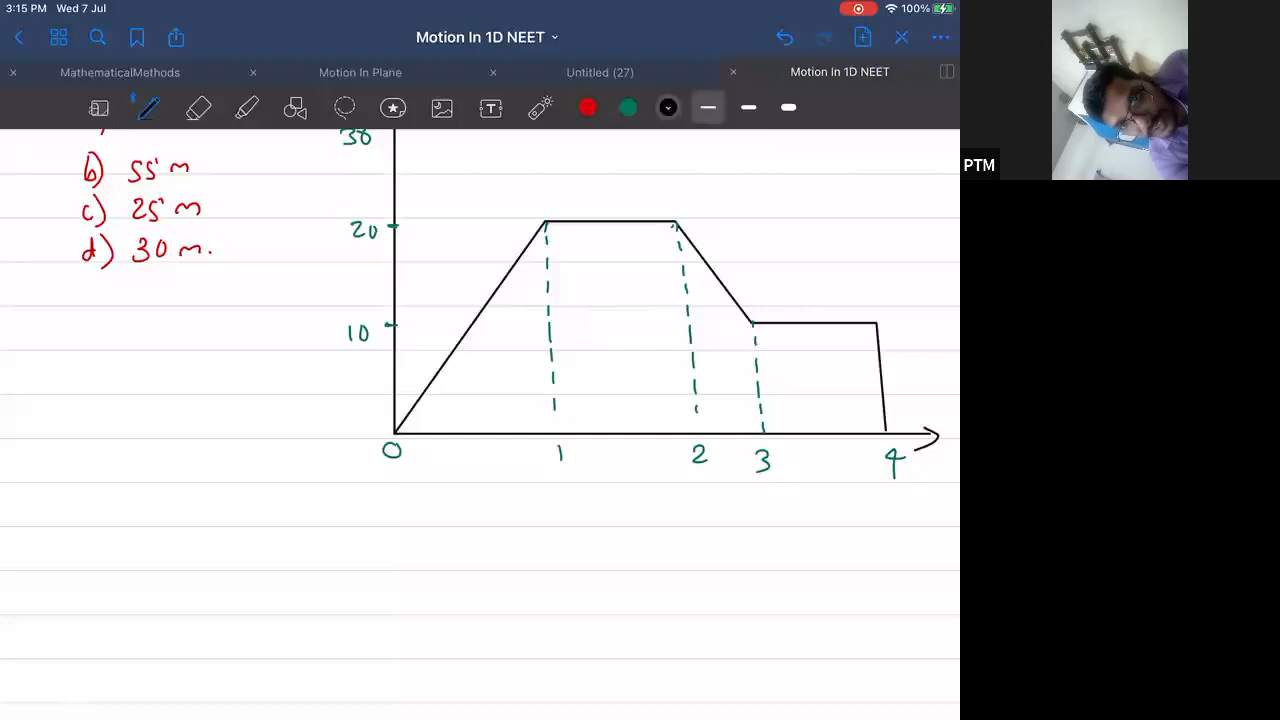 3:15 PM Wed 7 Jul
100%
Motion In 1D NEET
MathematicalMethods
Motion In Plane
Untitled (27)
Motion In 1D NEET
T
PTM
30
b) 55 m
c) 25 m
20
d) 30 m.
10
0
1
2
3
4